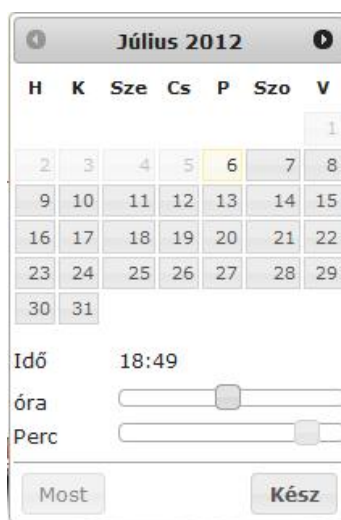 Július 2012
H K Sze Cs P Szo V
1
2 3 4 5 6 7 8
9 10 11 12 13 14 15
16 17 18 19 20 21 22
23 24 25 26 27 28 29
30 31
Idő 18:49
óra
Perc
Most Kész